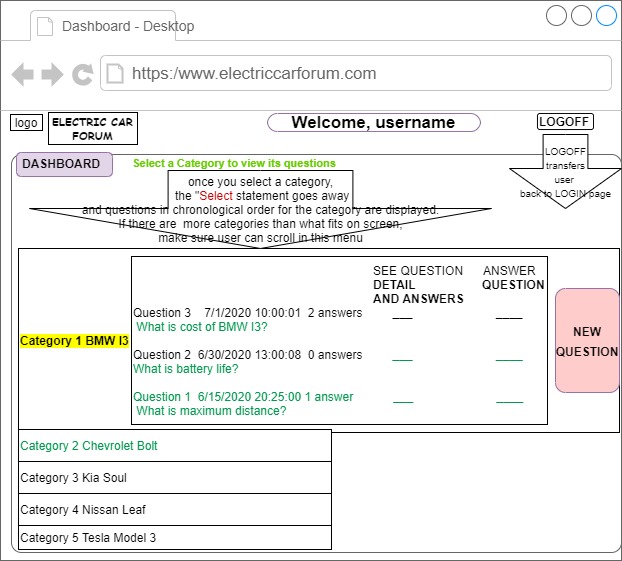 Dashboard - Desktop
https:/www.electriccarforum.com
logo
ELECTRIC CAR
FORUM
Welcome, username
LOGOFF
LOGOFF
transfers
user
back to LOGIN page
DASHBOARD
Select a Category to view its questions
once you select a category,
the "Select statement goes away
and questions in chronological order for the category are displayed.
If there are more categories than what fits on screen,
make sure user can scroll in this menu
SEE QUESTION
DETAIL
AND ANSWERS
ANSWER
QUESTION
Category 1 BMW I3
Question 3 7/1/2020 10:00:01 2 answers
What is cost of BMW I3?
Question 2 6/30/2020 13:00:08 0 answers
What is battery life?
Question 1 6/15/2020 20:25:00 1 answer
What is maximum distance?
NEW
QUESTION
Category 2 Chevrolet Bolt
Category 3 Kia Soul
Category 4 Nissan Leaf
Category 5 Tesla Model 3